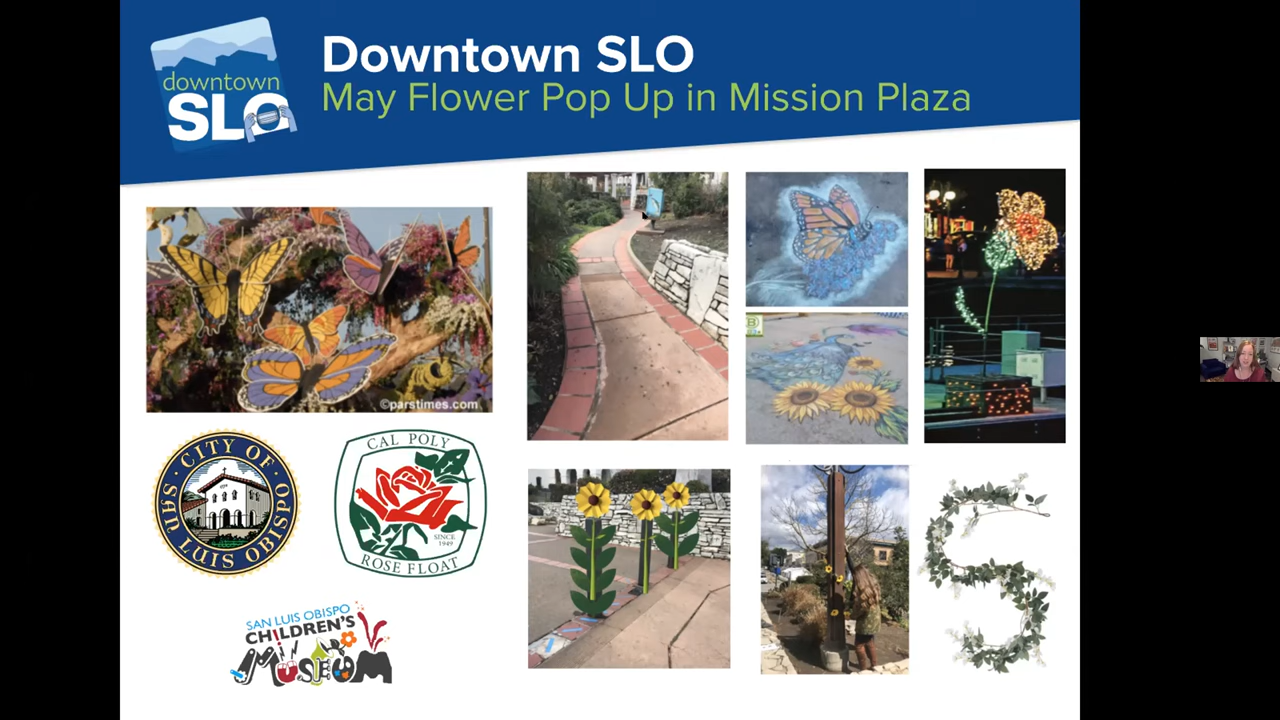 downtown
SLO
Downtown SLO
May Flower Pop Up in Mission Plaza
©parstimes.com
CITY OF
SAN LUIS OBISPO
CAL POLY
SINCE
1949
ROSE FLOAT
SAN LUIS OBISPO
CHILDREN'S
MUSEUM